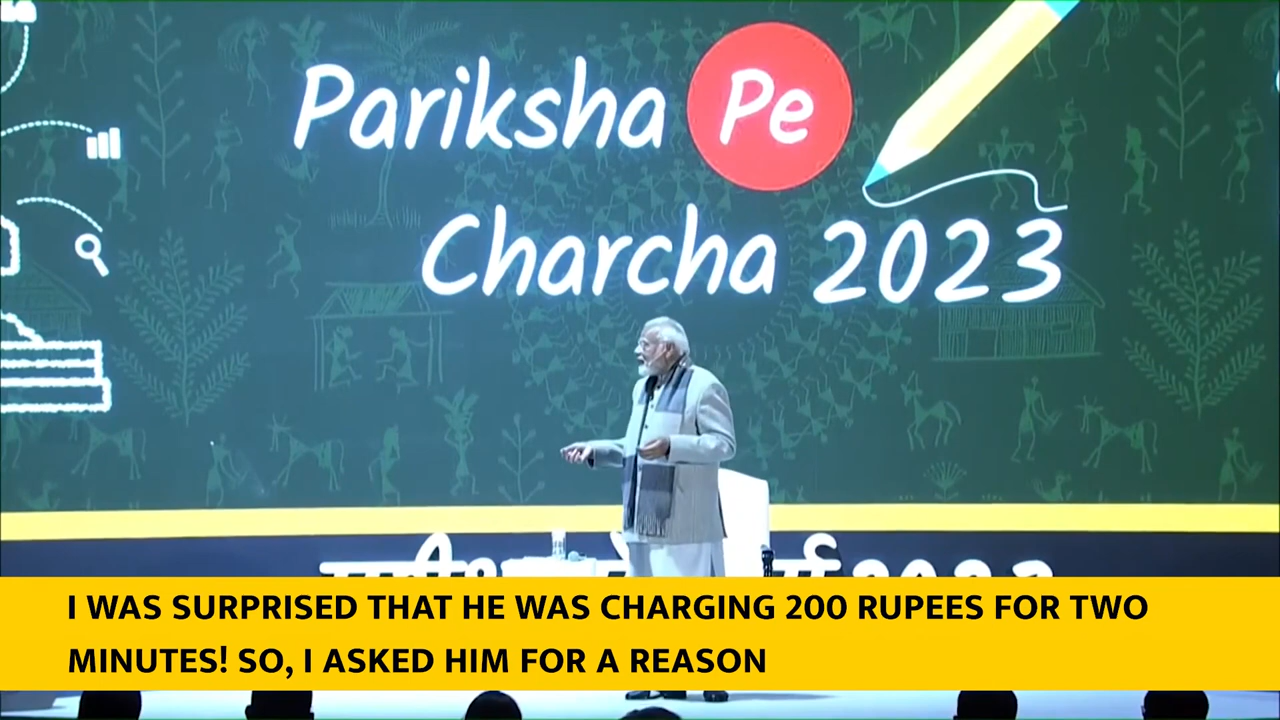 Pariksha Pe
Charcha 2023
I WAS SURPRISED THAT HE WAS CHARGING 200 RUPEES FOR TWO
MINUTES! SO, I ASKED HIM FOR A REASON